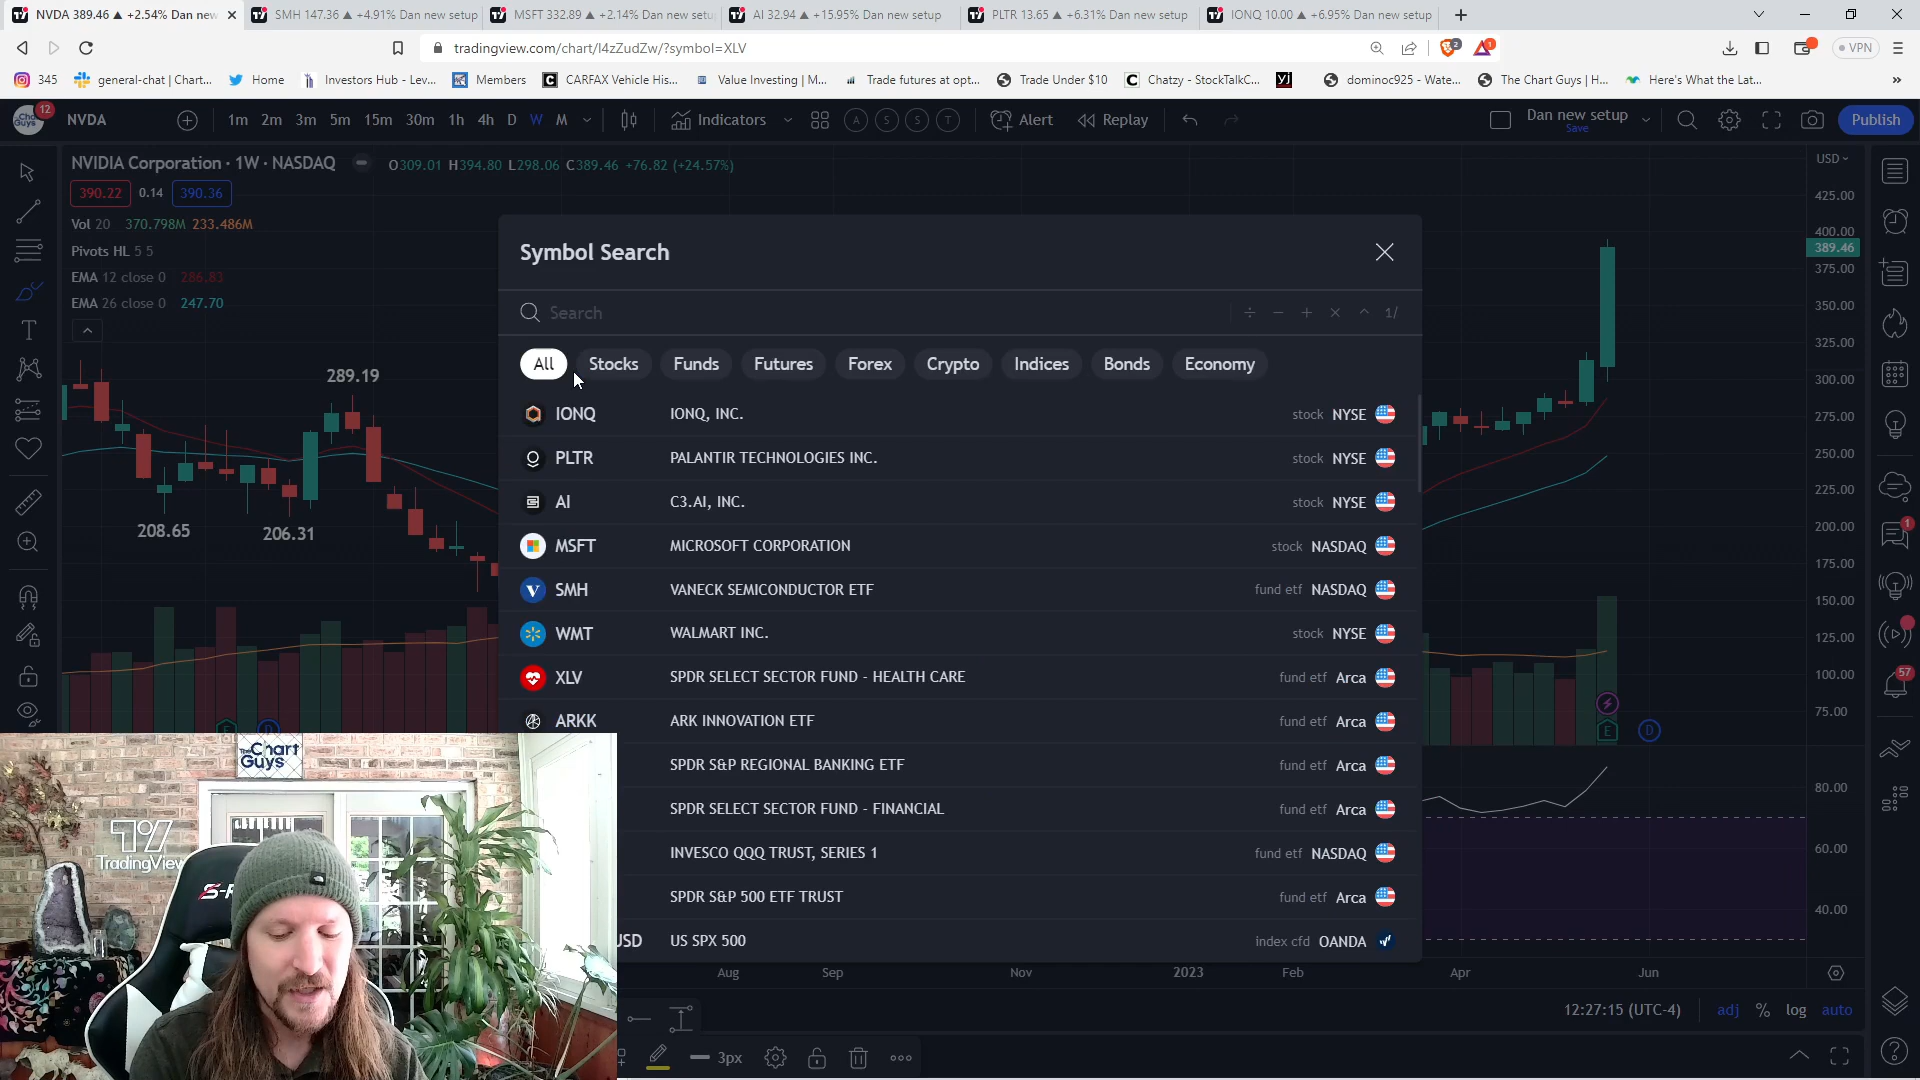 NVDA 389.46 ▲ +2.54% Dan new
SMH 147.36 ▲ +4.91% Dan new setup
MSFT 332.89 ▲ +2.14% Dan new setu
AI 32.94 ▲ +15.95% Dan new setup
PLTR 13.65 ▲ +6.31% Dan new setup
IONQ 10.00 ▲ +6.95% Dan new setup
tradingview.com/chart/I4zZudZw/?symbol=XLV
2
1
VPN
345
general-chat | Chart...
Home
Investors Hub - Lev...
Members
CARFAX Vehicle His...
Value Investing | M...
Trade futures at opt...
Trade Under $10
Chatzy - StockTalkC...
dominoc925 - Wate...
The Chart Guys | H...
Here's What the Lat...
12
NVDA
1m 2m 3m 5m 15m 30m 1h 4h D W M
Indicators
A S S T
Alert
Replay
Dan new setup
Save
Publish
NVIDIA Corporation · 1W · NASDAQ
O309.01 H394.80 L298.06 C389.46 +76.82 (+24.57%)
USD
390.22 0.14 390.36
Vol 20 370.798M 233.486M
Pivots HL 5 5
EMA 12 close 0 286.83
EMA 26 close 0 247.70
289.19
208.65
206.31
Symbol Search
Search
1/
All Stocks Funds Futures Forex Crypto Indices Bonds Economy
IONQ IONQ, INC. stock NYSE
PLTR PALANTIR TECHNOLOGIES INC. stock NYSE
AI C3.AI, INC. stock NYSE
MSFT MICROSOFT CORPORATION stock NASDAQ
SMH VANECK SEMICONDUCTOR ETF fund etf NASDAQ
WMT WALMART INC. stock NYSE
XLV SPDR SELECT SECTOR FUND - HEALTH CARE fund etf Arca
ARKK ARK INNOVATION ETF fund etf Arca
SPDR S&P REGIONAL BANKING ETF fund etf Arca
SPDR SELECT SECTOR FUND - FINANCIAL fund etf Arca
INVESCO QQQ TRUST, SERIES 1 fund etf NASDAQ
SPDR S&P 500 ETF TRUST fund etf Arca
USD US SPX 500 index cfd OANDA
425.00
400.00
389.46
375.00
350.00
325.00
300.00
275.00
250.00
225.00
200.00
175.00
150.00
125.00
100.00
75.00
80.00
60.00
40.00
E
D
1
57
Aug Sep Nov 2023 Feb Apr Jun
12:27:15 (UTC-4) adj % log auto
3px
The Chart
Guys
TradingView